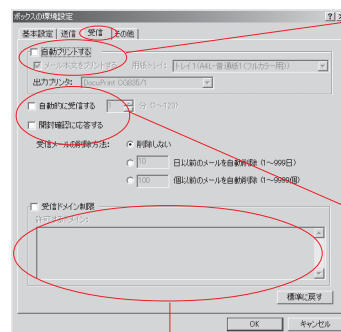 ボックスの環境設定
基本設定 送信 受信 その他
自動プリントする
メール本文をプリントする 用紙トレイ: トレイ1(A4L-普通紙1(フルカラー用))
出力プリンタ: DocuPrint CG835/1
自動的に受信する 1 分(0~120)
開封確認に応答する
受信メールの削除方法: 削除しない
10 日以前のメールを自動削除(1~999日)
100 個以前のメールを自動削除(1~9999個)
受信ドメイン制限
許可するドメイン:
標準に戻す
OK キャンセル